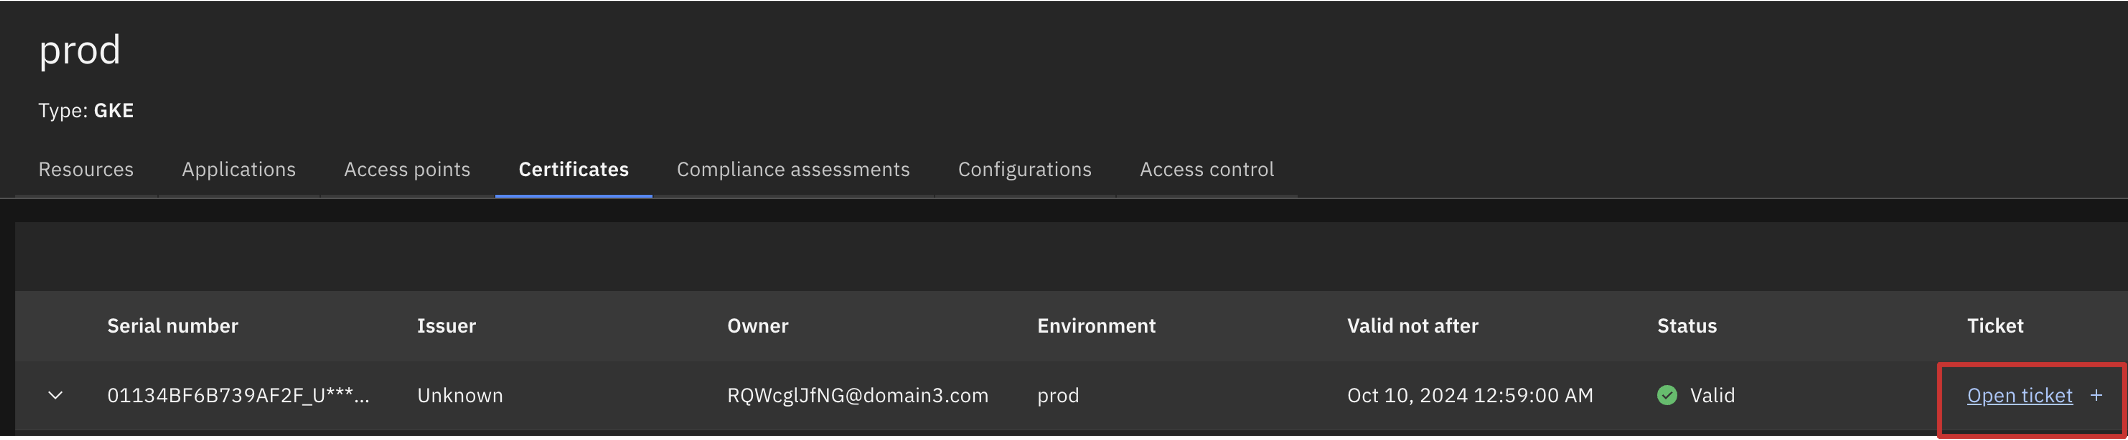 prod
Type: GKE
Resources Applications Access points Certificates Compliance assessments Configurations Access control
Serial number Issuer Owner Environment Valid not after Status Ticket
01134BF6B739AF2F_U***... Unknown RQWcglJfNG@domain3.com prod Oct 10, 2024 12:59:00 AM Valid Open ticket +